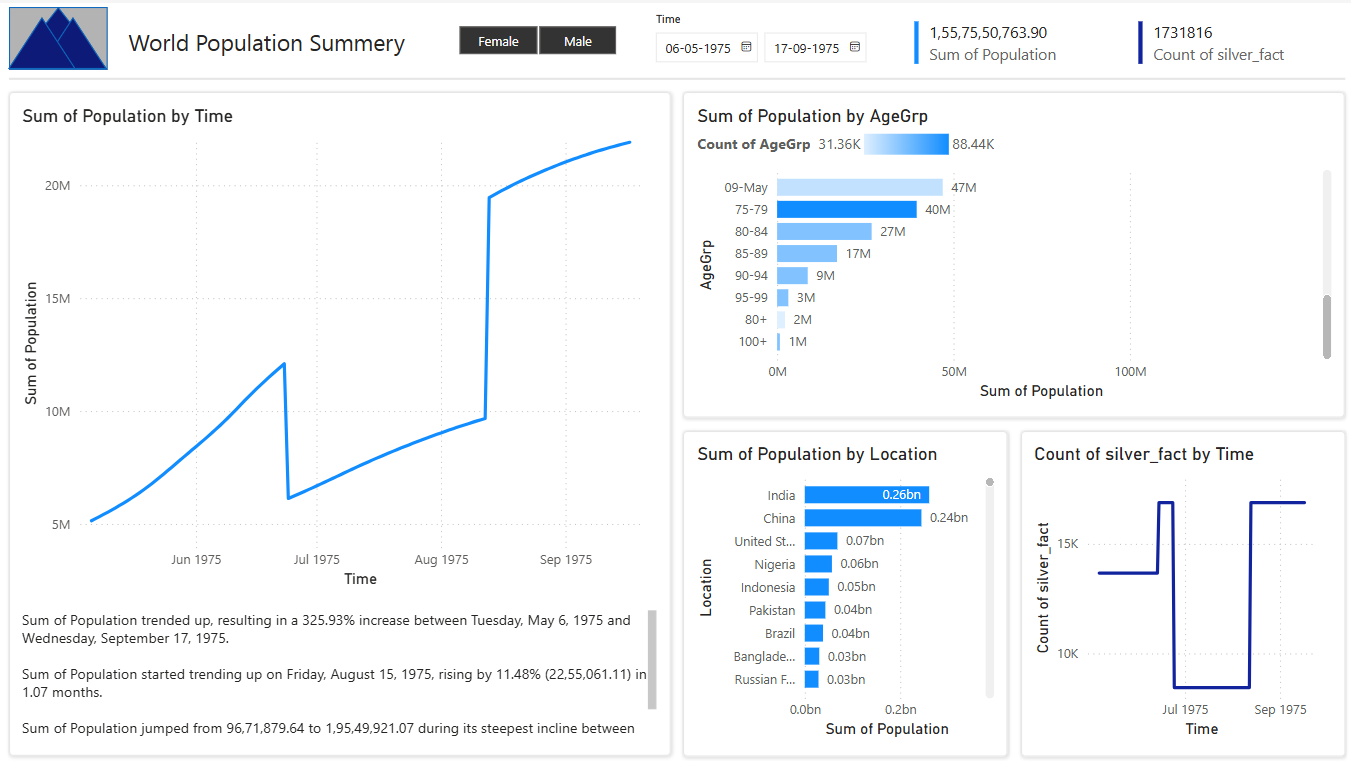 World Population Summery
Female
Male
Time
06-05-1975
17-09-1975
1,55,75,50,763.90
Sum of Population
1731816
Count of silver_fact
Sum of Population by Time
Sum of Population
20M
15M
10M
5M
Jun 1975
Jul 1975
Aug 1975
Sep 1975
Time
Sum of Population trended up, resulting in a 325.93% increase between Tuesday, May 6, 1975 and
Wednesday, September 17, 1975.
Sum of Population started trending up on Friday, August 15, 1975, rising by 11.48% (22,55,061.11) in
1.07 months.
Sum of Population jumped from 96,71,879.64 to 1,95,49,921.07 during its steepest incline between
Sum of Population by AgeGrp
Count of AgeGrp 31.36K 88.44K
AgeGrp
09-May 47M
75-79 40M
80-84 27M
85-89 17M
90-94 9M
95-99 3M
80+ 2M
100+ 1M
0M
50M
100M
Sum of Population
Sum of Population by Location
Location
India 0.26bn
China 0.24bn
United St... 0.07bn
Nigeria 0.06bn
Indonesia 0.05bn
Pakistan 0.04bn
Brazil 0.04bn
Banglade... 0.03bn
Russian F... 0.03bn
0.0bn
0.2bn
Sum of Population
Count of silver_fact by Time
Count of silver_fact
15K
10K
Jul 1975
Sep 1975
Time